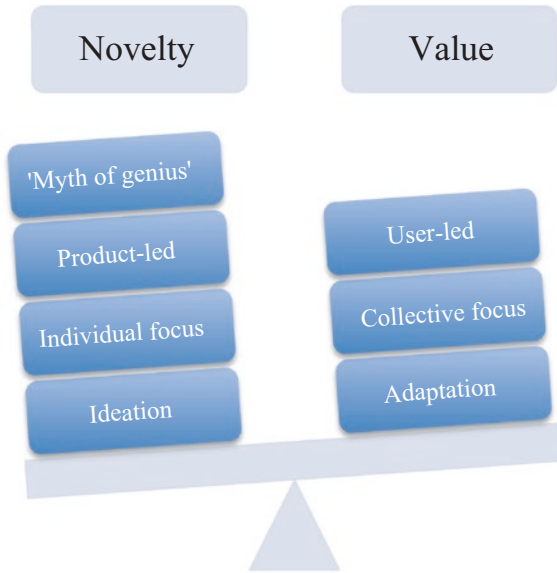 Novelty
Value
'Myth of genius'
Product-led
Individual focus
Ideation
User-led
Collective focus
Adaptation